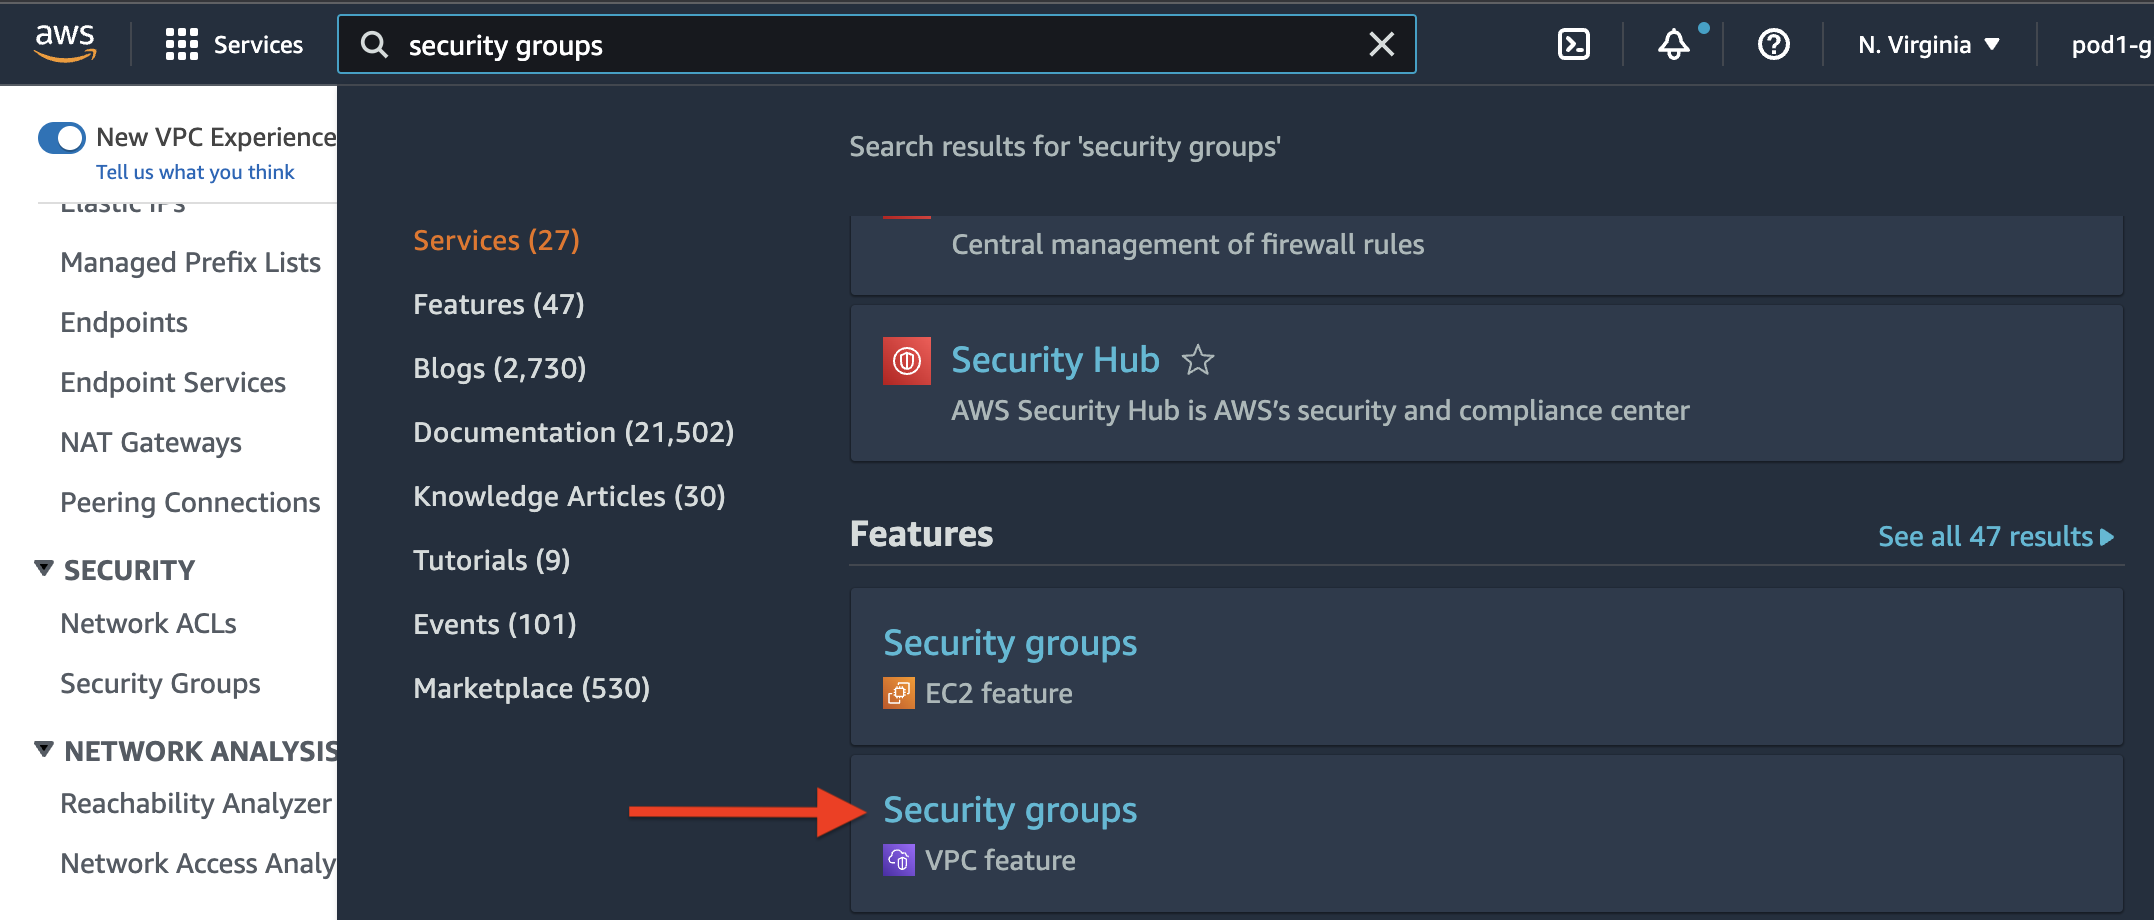 aws
Services
security groups
N. Virginia
pod1-g
New VPC Experience
Tell us what you think
Elastic IPs
Managed Prefix Lists
Endpoints
Endpoint Services
NAT Gateways
Peering Connections
SECURITY
Network ACLs
Security Groups
NETWORK ANALYSIS
Reachability Analyzer
Network Access Analy
Services (27)
Features (47)
Blogs (2,730)
Documentation (21,502)
Knowledge Articles (30)
Tutorials (9)
Events (101)
Marketplace (530)
Search results for 'security groups'
Central management of firewall rules
Security Hub
AWS Security Hub is AWS's security and compliance center
Features
See all 47 results
Security groups
EC2 feature
Security groups
VPC feature